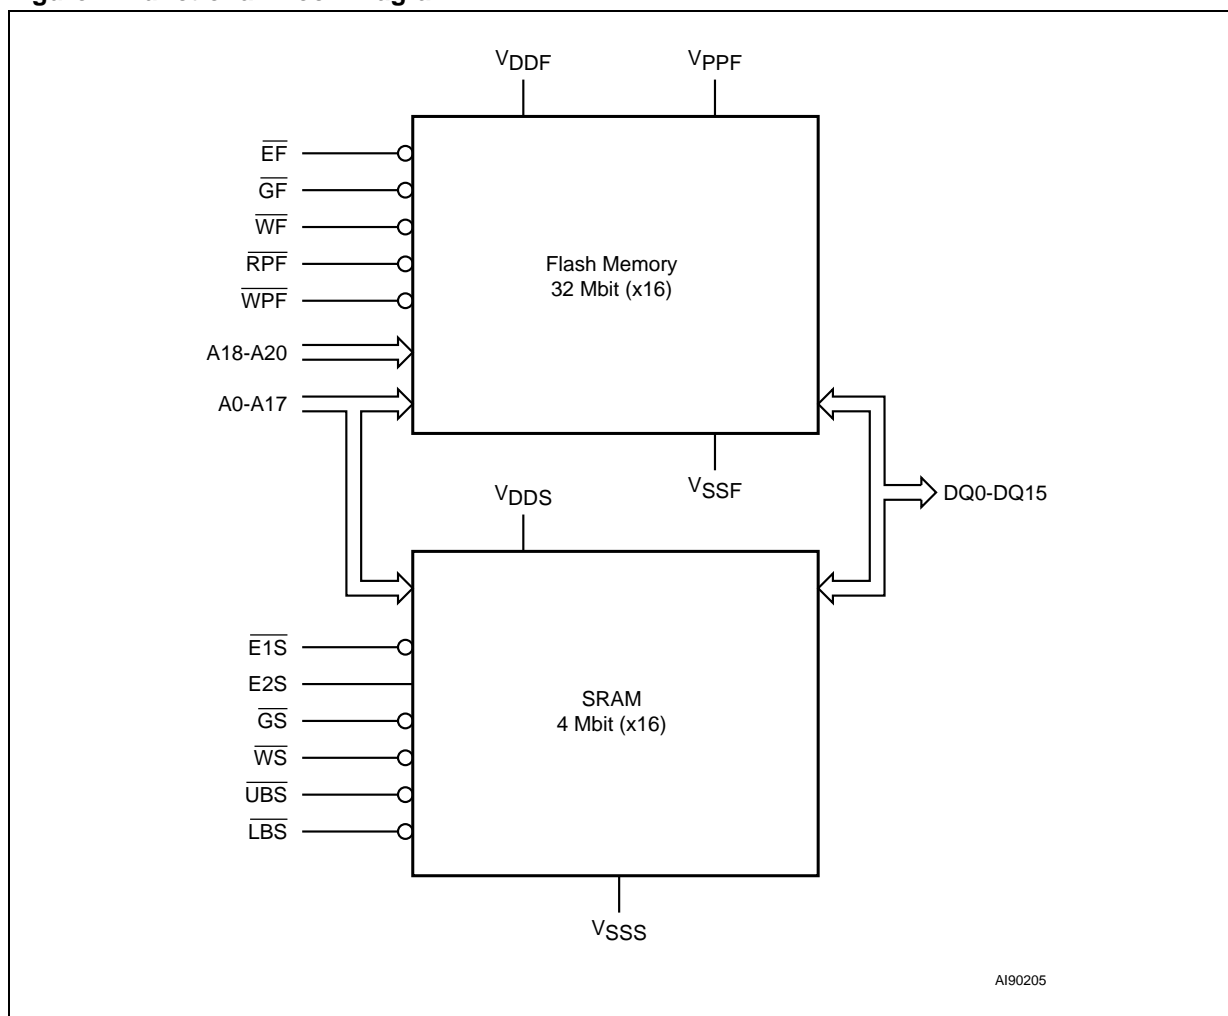 VDDF
VPPF
EF
GF
WF
RPF
WPF
A18-A20
A0-A17
Flash Memory
32 Mbit (x16)
VSSF
VDDS
DQ0-DQ15
E1S
E2S
GS
WS
UBS
LBS
SRAM
4 Mbit (x16)
VSSS
AI90205